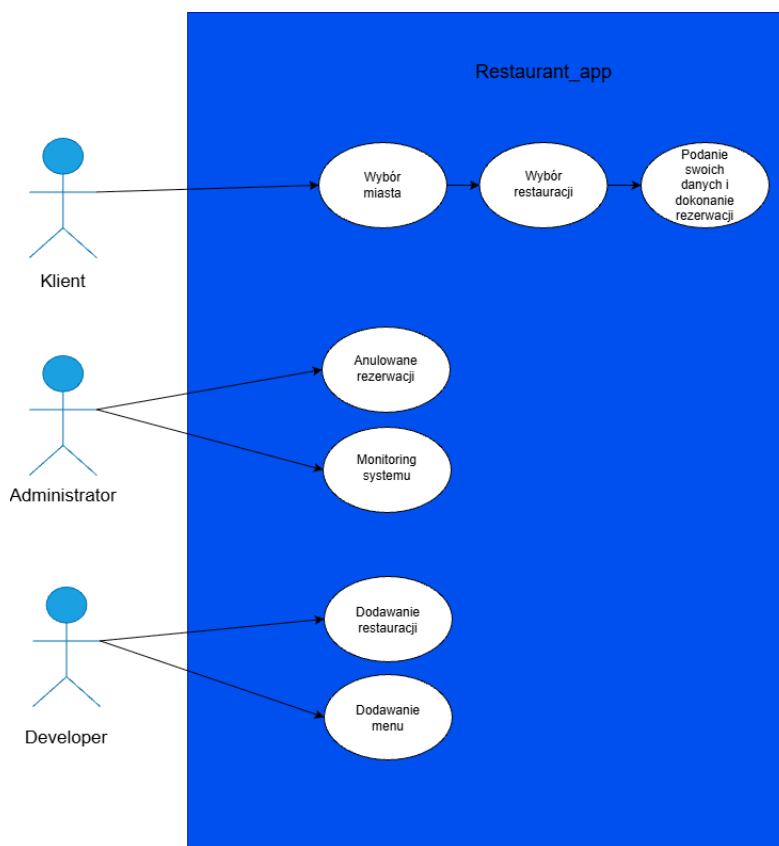 Restaurant_app
Wybór
miasta
Wybór
restauracji
Podanie
swoich
danych i
dokonanie
rezerwacji
Klient
Anulowane
rezerwacji
Monitoring
systemu
Administrator
Dodawanie
restauracji
Dodawanie
menu
Developer